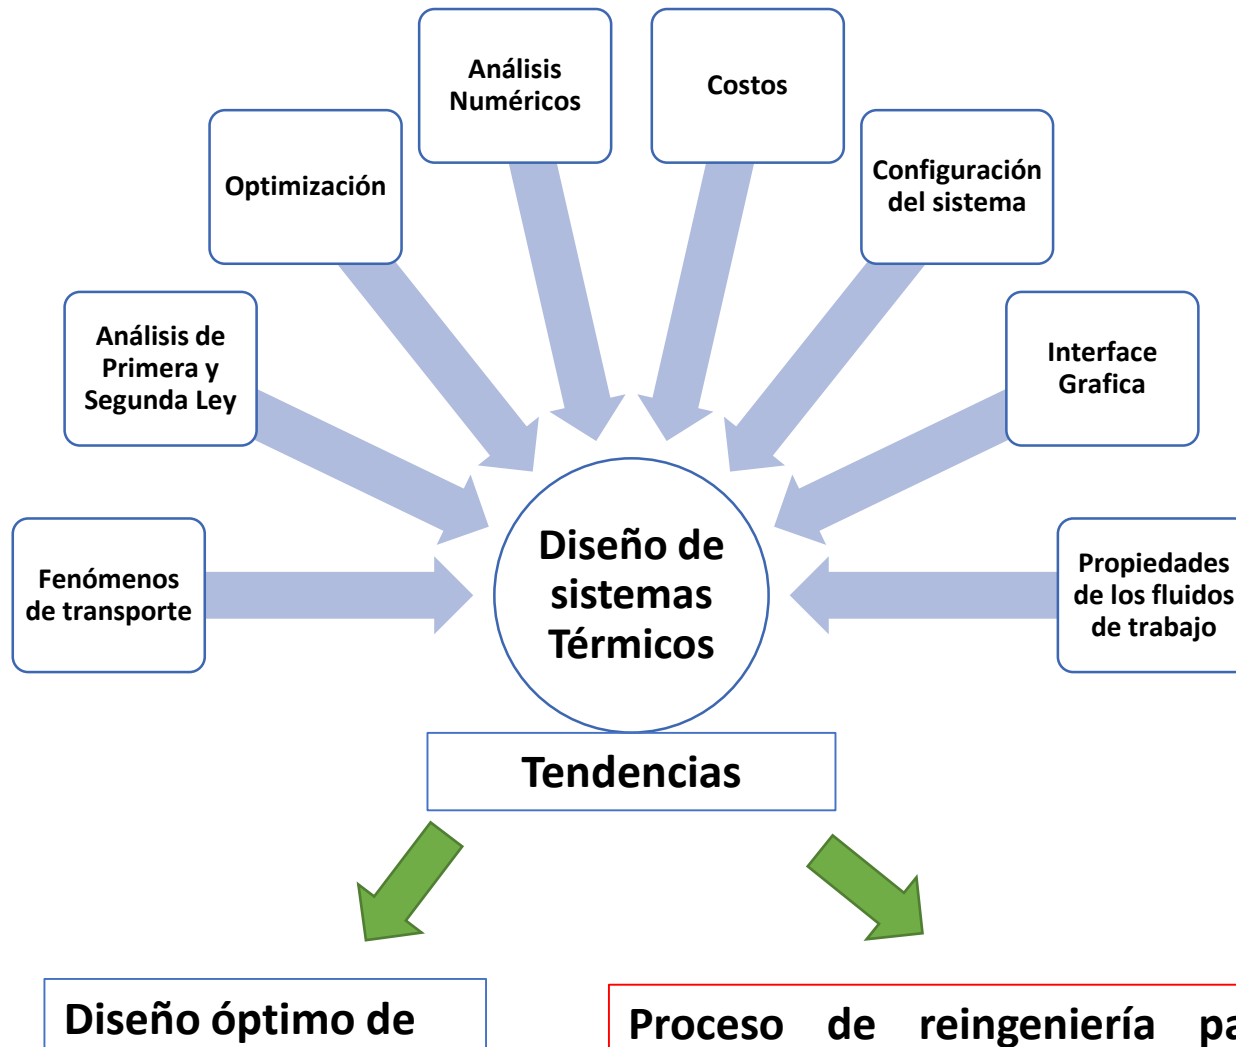 Análisis
Numéricos
Costos
Optimización
Configuración
del sistema
Análisis de
Primera y
Segunda Ley
Interface
Grafica
Fenómenos
de transporte
Diseño de
sistemas
Térmicos
Propiedades
de los fluidos
de trabajo
Tendencias
Diseño óptimo de
Proceso de reingeniería